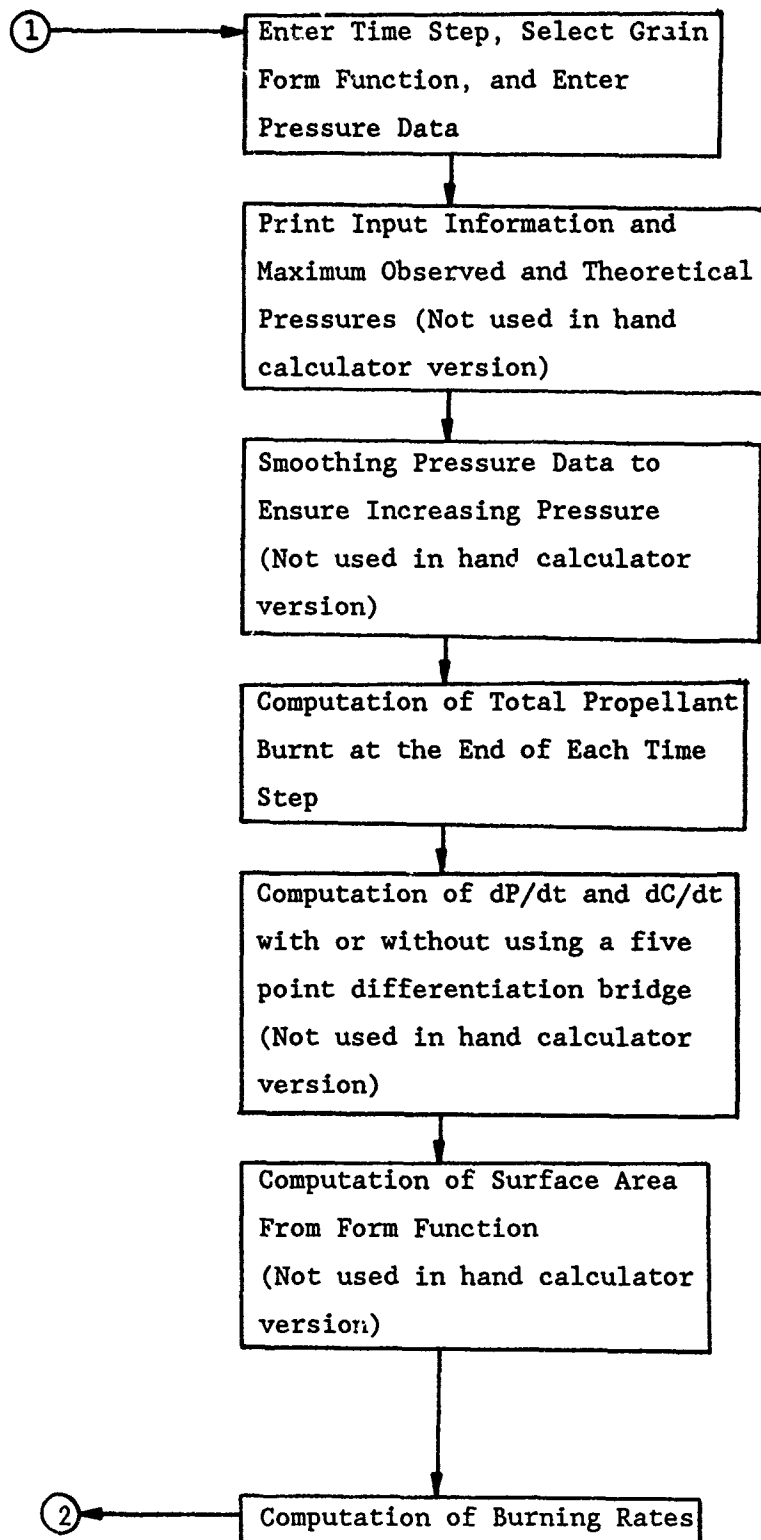 1
Enter Time Step, Select Grain
Form Function, and Enter
Pressure Data
Print Input Information and
Maximum Observed and Theoretical
Pressures (Not used in hand
calculator version)
Smoothing Pressure Data to
Ensure Increasing Pressure
(Not used in hand calculator
version)
Computation of Total Propellant
Burnt at the End of Each Time
Step
Computation of dP/dt and dC/dt
with or without using a five
point differentiation bridge
(Not used in hand calculator
version)
Computation of Surface Area
From Form Function
(Not used in hand calculator
version)
2
Computation of Burning Rates